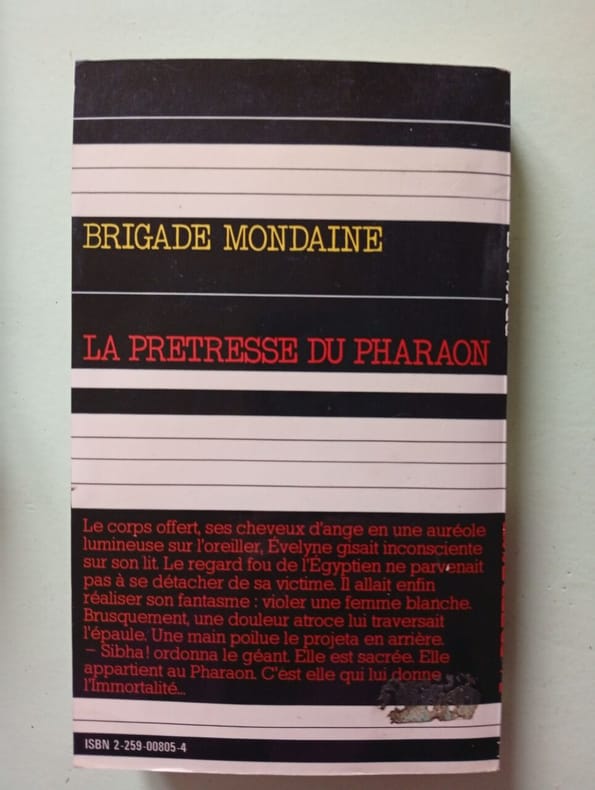 BRIGADE MONDAINE
LA PRETRESSE DU PHARAON
Le corps offert, ses cheveux d'ange en une auréole
lumineuse sur l'oreiller, Évelyne gisait inconsciente
sur son lit. Le regard fou de l'Égyptien ne parvenait
pas à se détacher de sa victime. Il allait enfin
réaliser son fantasme : violer une femme blanche.
Brusquement, une douleur atroce lui traversait
l'épaule. Une main poilue le projeta en arrière.
– Sibha ! ordonna le géant. Elle est sacrée. Elle
appartient au Pharaon. C'est elle qui lui donne
l'Immortalité...
ISBN 2-259-00805-4